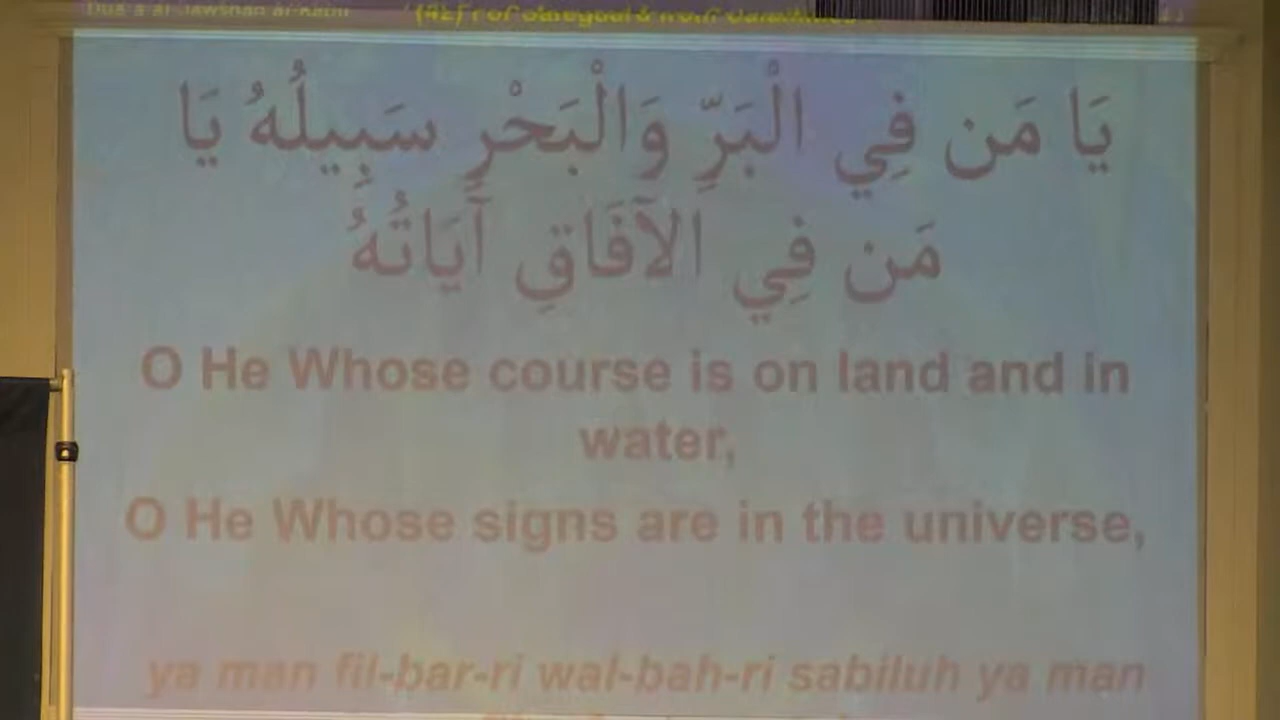 يَا مَن فِي الْبَرِّ وَالْبَحْرِ سَبِيلُهُ يَا
مَن فِي الآفَاقِ آيَاتُهُ
O He Whose course is on land and in
water,
O He Whose signs are in the universe,
ya man fil-bar-ri wal-bah-ri sabiluh ya man